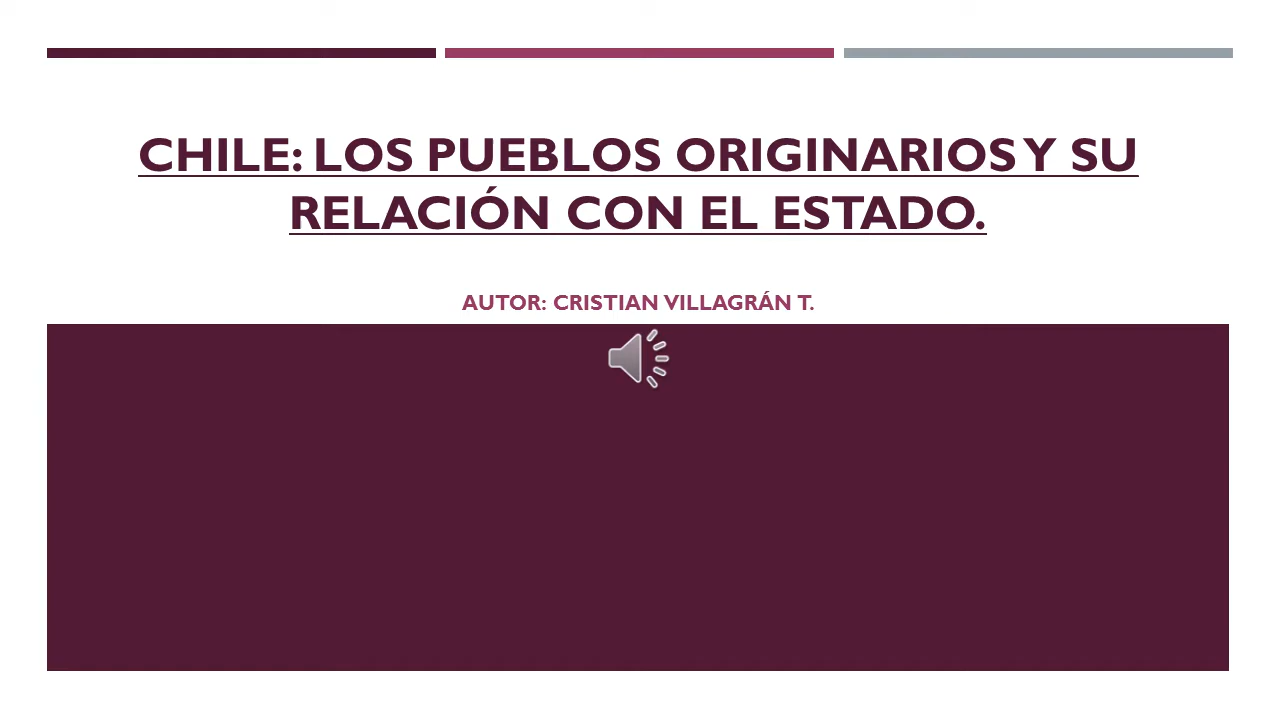 CHILE: LOS PUEBLOS ORIGINARIOS Y SU
RELACIÓN CON EL ESTADO.
AUTOR: CRISTIAN VILLAGRÁN T.